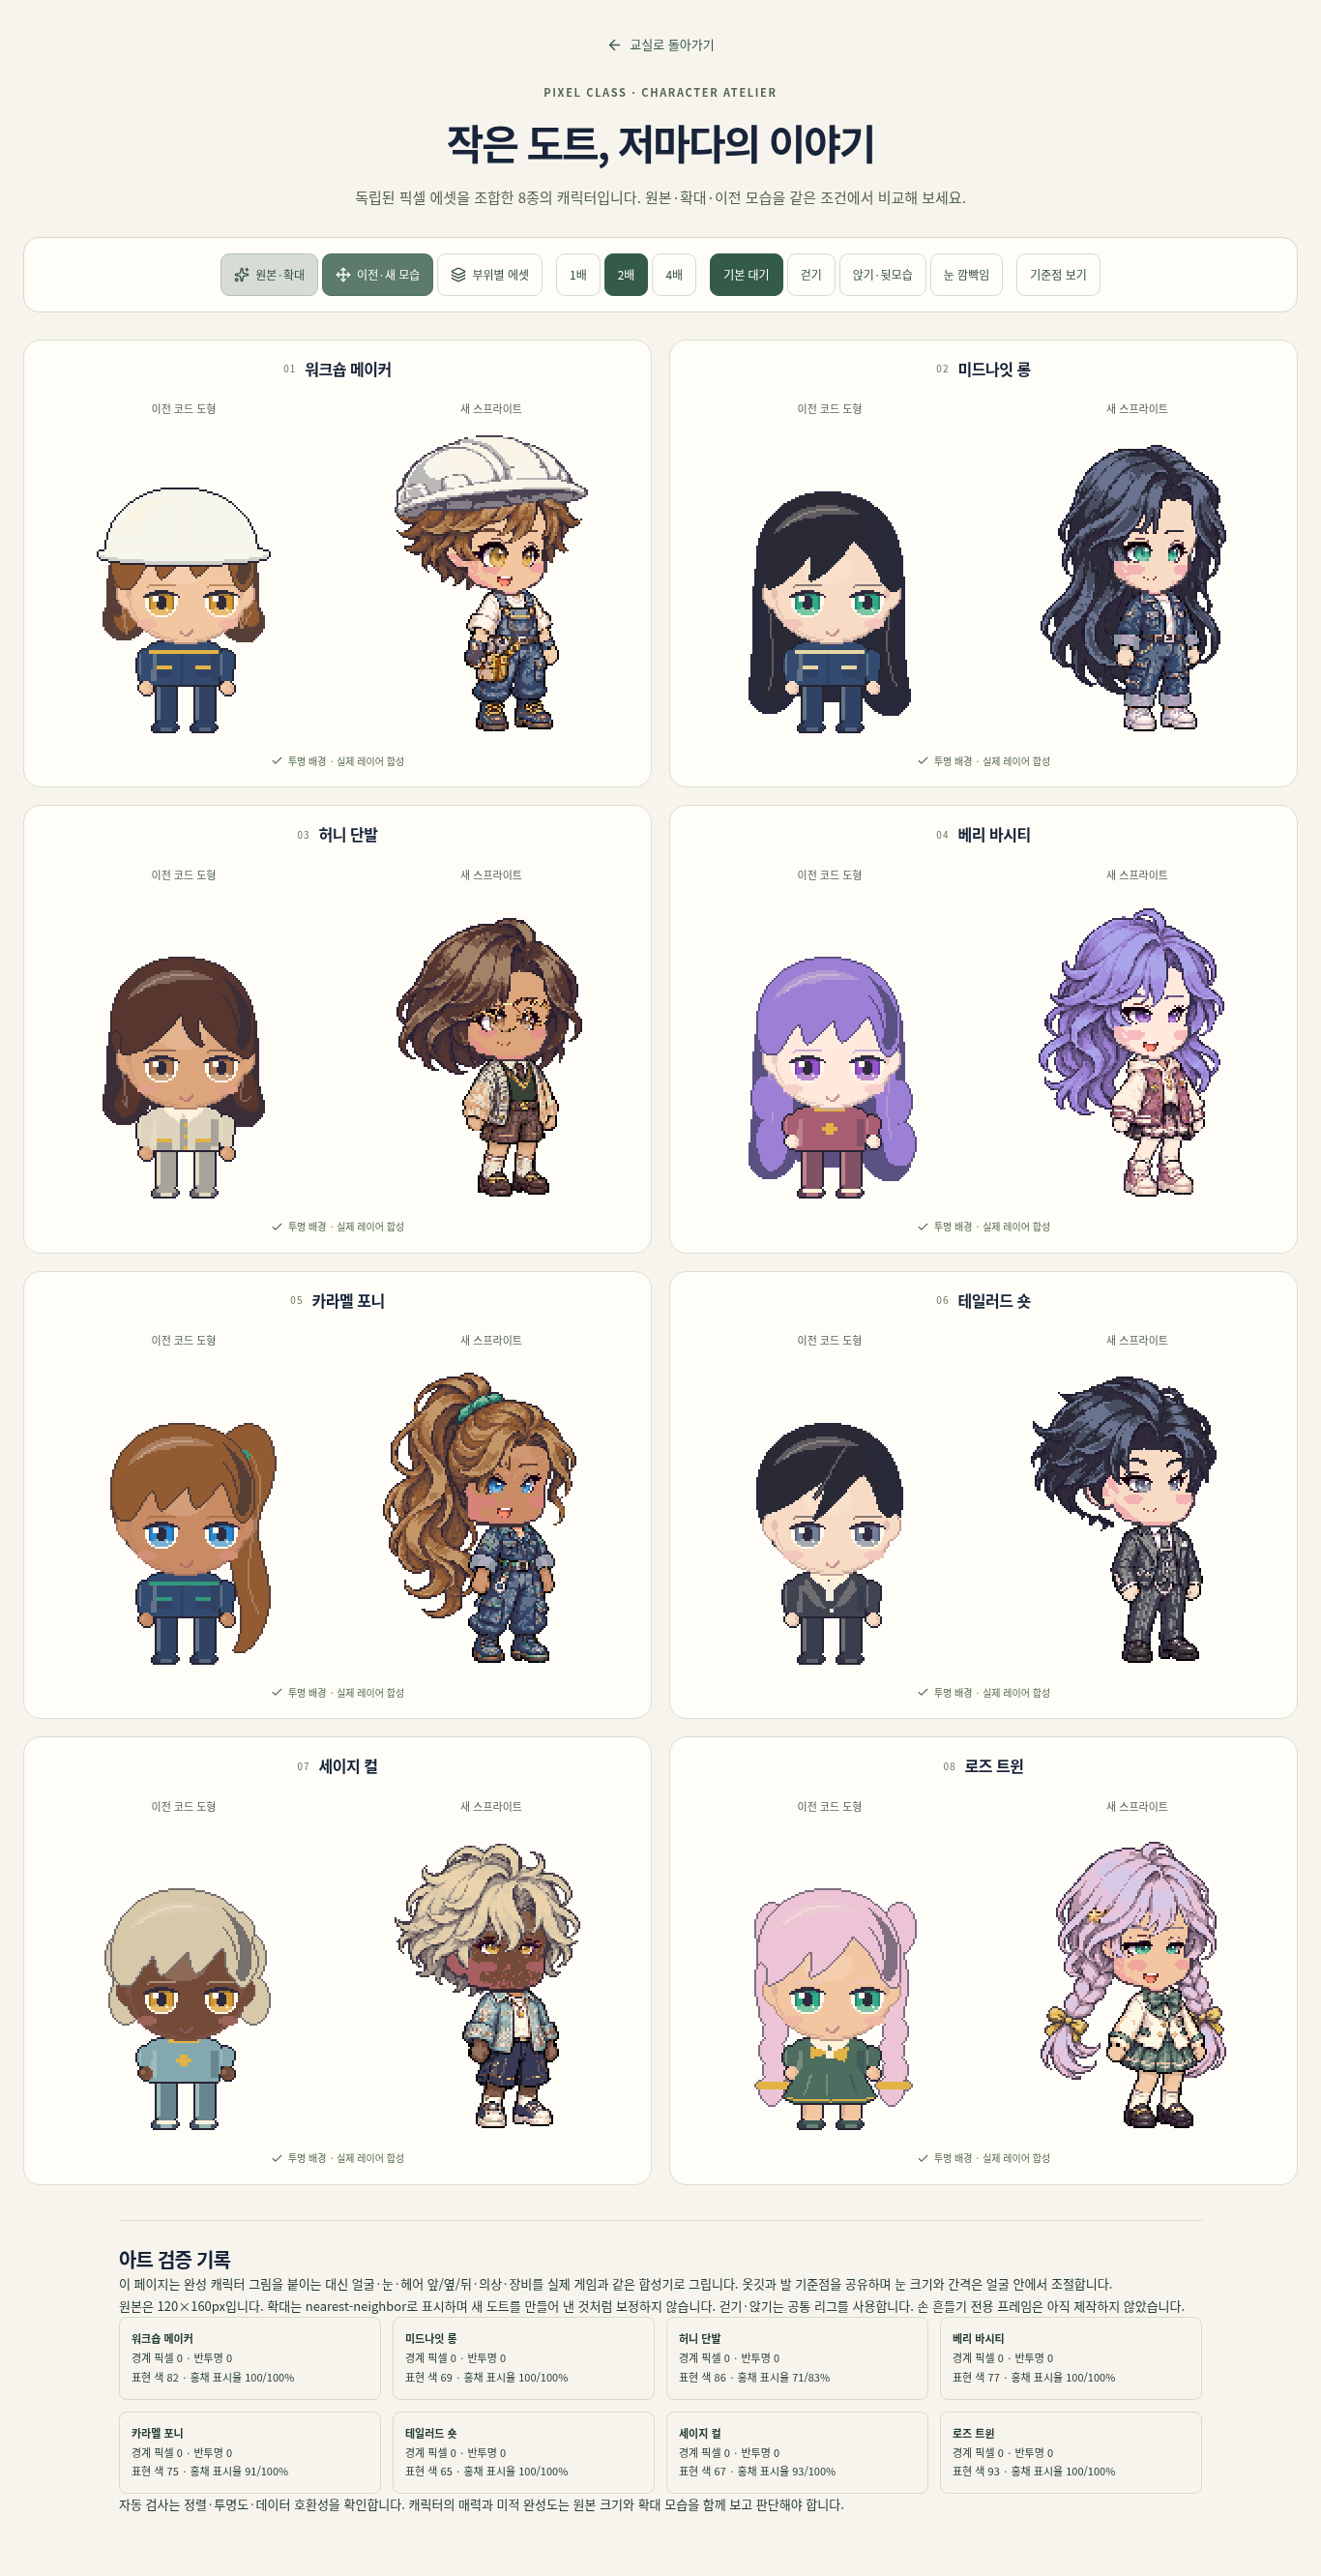 교실로 돌아가기
PIXEL CLASS · CHARACTER ATELIER
작은 도트, 저마다의 이야기
독립된 픽셀 에셋을 조합한 8종의 캐릭터입니다. 원본·확대·이전 모습을 같은 조건에서 비교해 보세요.
원본·확대 이전·새 모습 부위별 에셋 1배 2배 4배 기본 대기 걷기 앉기·뒷모습 눈 깜빡임 기준점 보기
01 워크숍 메이커
이전 코드 도형 새 스프라이트
투명 배경 · 실제 레이어 합성
02 미드나잇 롱
이전 코드 도형 새 스프라이트
투명 배경 · 실제 레이어 합성
03 허니 단발
이전 코드 도형 새 스프라이트
투명 배경 · 실제 레이어 합성
04 베리 바시티
이전 코드 도형 새 스프라이트
투명 배경 · 실제 레이어 합성
05 카라멜 포니
이전 코드 도형 새 스프라이트
투명 배경 · 실제 레이어 합성
06 테일러드 숏
이전 코드 도형 새 스프라이트
투명 배경 · 실제 레이어 합성
07 세이지 컬
이전 코드 도형 새 스프라이트
투명 배경 · 실제 레이어 합성
08 로즈 트윈
이전 코드 도형 새 스프라이트
투명 배경 · 실제 레이어 합성
아트 검증 기록
이 페이지는 완성 캐릭터 그림을 붙이는 대신 얼굴·눈·헤어 앞/옆/뒤·의상·장비를 실제 게임과 같은 합성기로 그립니다. 옷깃과 발 기준점을 공유하며 눈 크기와 간격은 얼굴 안에서 조절합니다.
원본은 120×160px입니다. 확대는 nearest-neighbor로 표시하며 새 도트를 만들어 낸 것처럼 보정하지 않습니다. 걷기·앉기는 공통 리그를 사용합니다. 손 흔들기 전용 프레임은 아직 제작하지 않았습니다.
워크숍 메이커
경계 픽셀 0 · 반투명 0
표현 색 82 · 홍채 표시율 100/100%
미드나잇 롱
경계 픽셀 0 · 반투명 0
표현 색 69 · 홍채 표시율 100/100%
허니 단발
경계 픽셀 0 · 반투명 0
표현 색 86 · 홍채 표시율 71/83%
베리 바시티
경계 픽셀 0 · 반투명 0
표현 색 77 · 홍채 표시율 100/100%
카라멜 포니
경계 픽셀 0 · 반투명 0
표현 색 75 · 홍채 표시율 91/100%
테일러드 숏
경계 픽셀 0 · 반투명 0
표현 색 65 · 홍채 표시율 100/100%
세이지 컬
경계 픽셀 0 · 반투명 0
표현 색 67 · 홍채 표시율 93/100%
로즈 트윈
경계 픽셀 0 · 반투명 0
표현 색 93 · 홍채 표시율 100/100%
자동 검사는 정렬·투명도·데이터 호환성을 확인합니다. 캐릭터의 매력과 미적 완성도는 원본 크기와 확대 모습을 함께 보고 판단해야 합니다.